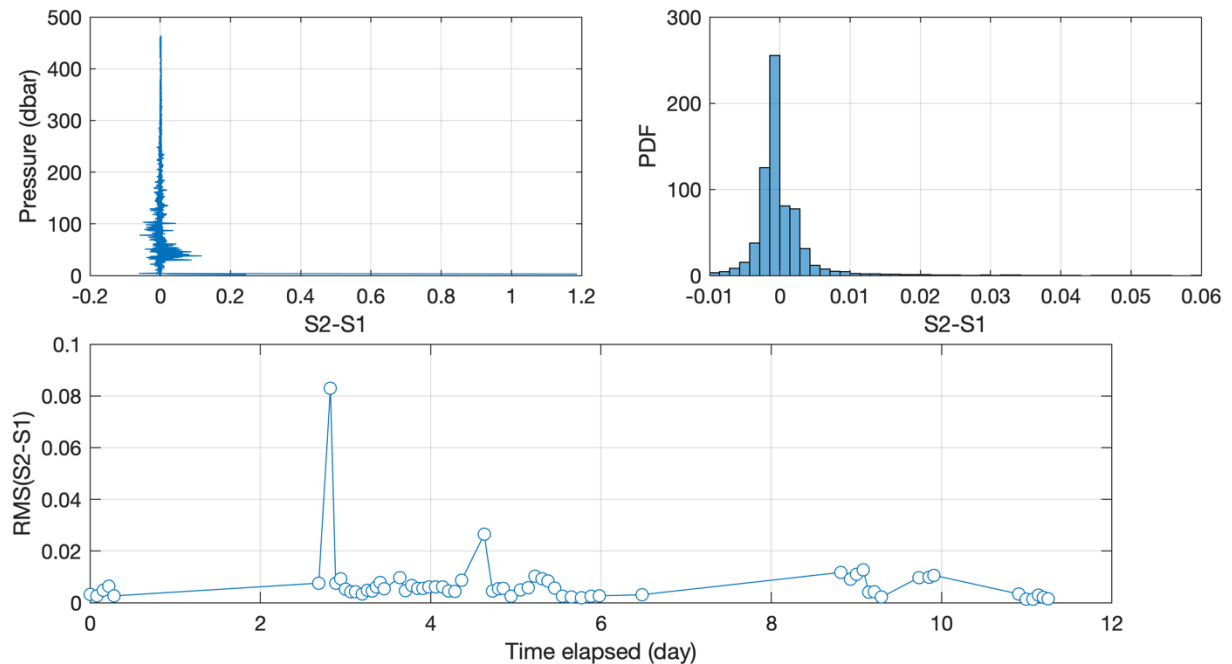 500
400
300
200
100
0
Pressure (dbar)
-0.2 0 0.2 0.4 0.6 0.8 1 1.2
S2-S1
300
200
100
0
PDF
-0.01 0 0.01 0.02 0.03 0.04 0.05 0.06
S2-S1
0.1
0.08
0.06
0.04
0.02
0
RMS(S2-S1)
0 2 4 6 8 10 12
Time elapsed (day)